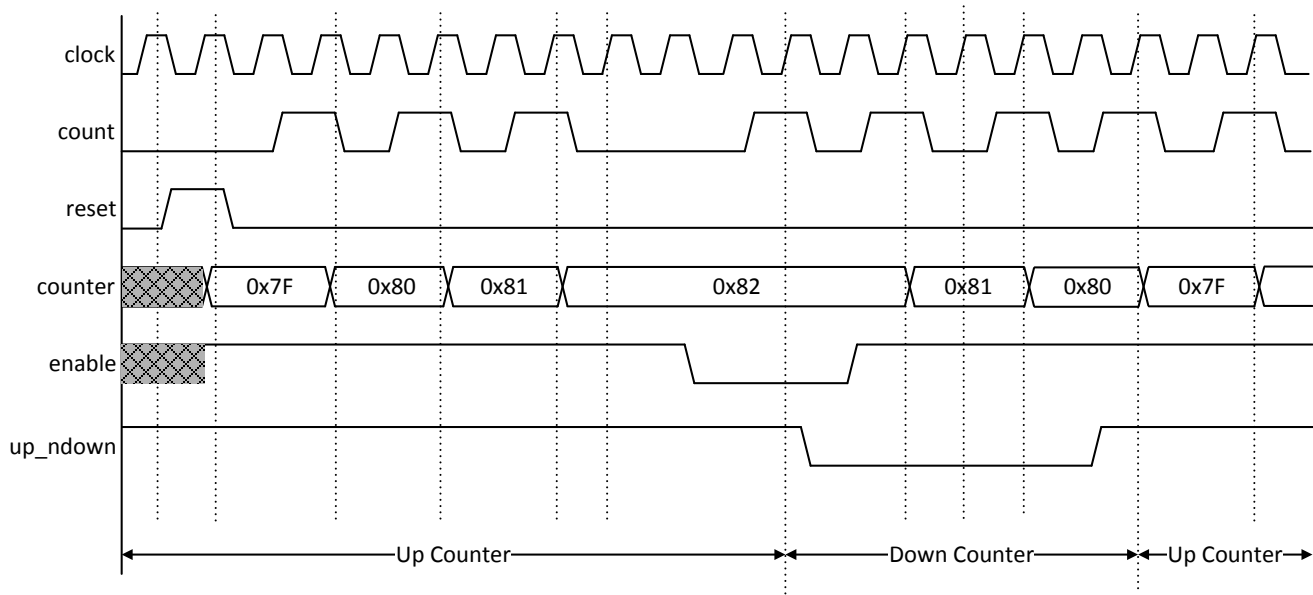 clock
count
reset
counter 0x7F 0x80 0x81 0x82 0x81 0x80 0x7F
enable
up_ndown
Up Counter Down Counter Up Counter